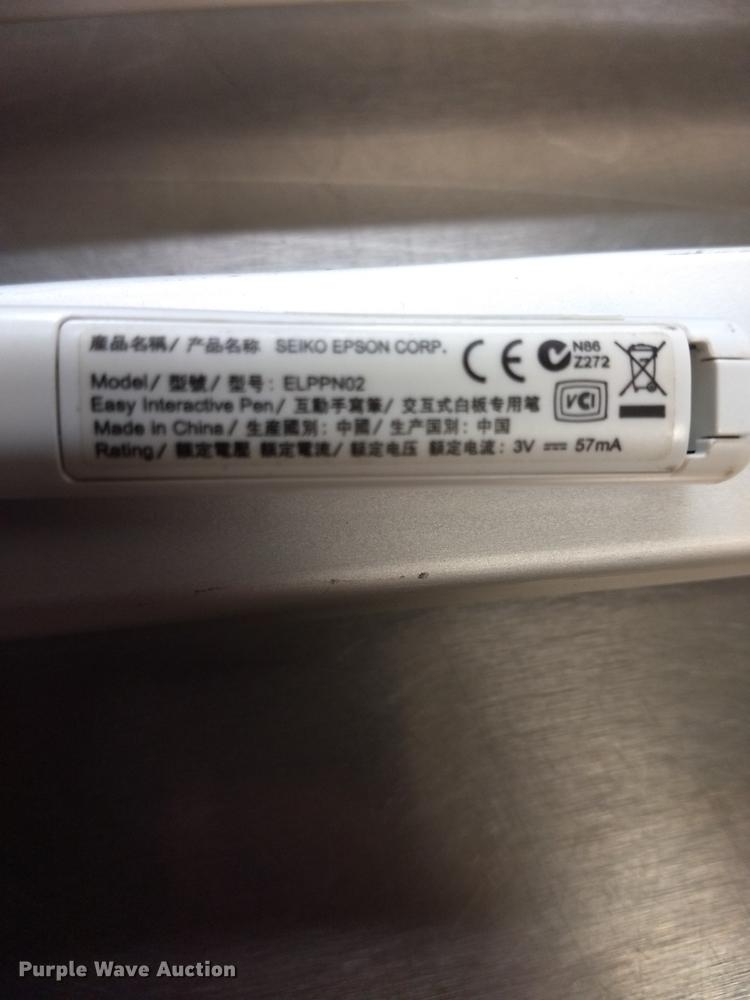 產品名稱/ 产品名称 SEIKO EPSON CORP.
CE
N86
Z272
Model/ 型號/ 型号: ELPPN02
VCI
Easy Interactive Pen/ 互動手寫筆/ 交互式白板专用笔
Made in China/ 生產國別: 中國/ 生产国别: 中国
Rating/ 額定電壓 額定電流/ 额定电压 额定电流: 3V ⎓ 57mA
Purple Wave Auction